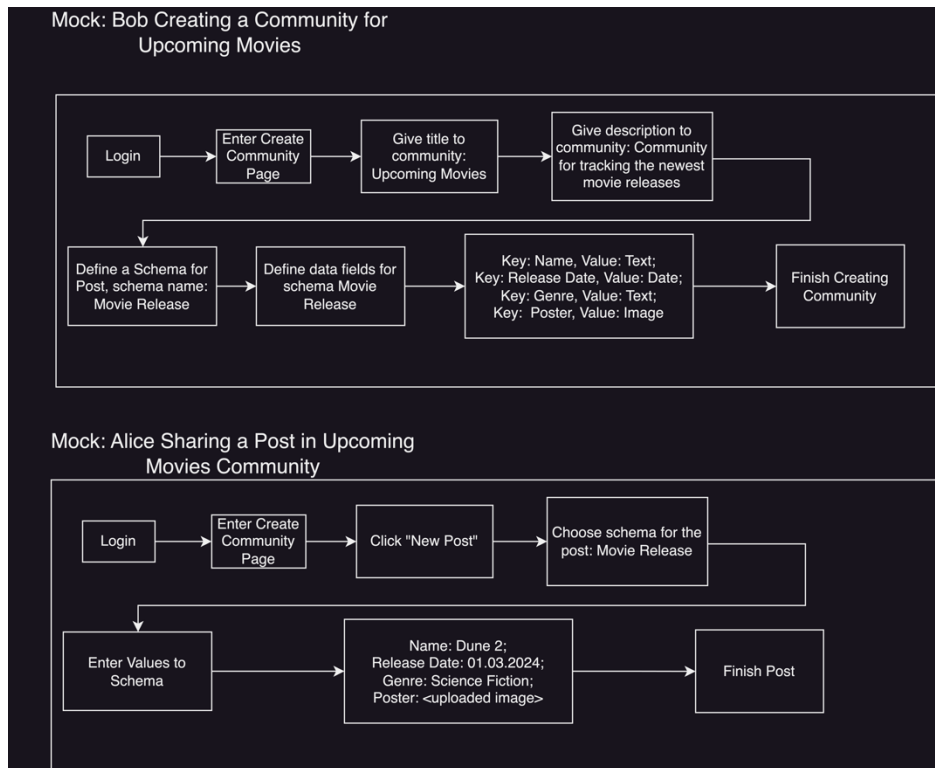 Mock: Bob Creating a Community for
Upcoming Movies
Login
Enter Create
Community
Page
Give title to
community:
Upcoming Movies
Give description to
community: Community
for tracking the newest
movie releases
Define a Schema for
Post, schema name:
Movie Release
Define data fields for
schema Movie
Release
Key: Name, Value: Text;
Key: Release Date, Value: Date;
Key: Genre, Value: Text;
Key: Poster, Value: Image
Finish Creating
Community
Mock: Alice Sharing a Post in Upcoming
Movies Community
Login
Enter Create
Community
Page
Click "New Post"
Choose schema for the
post: Movie Release
Enter Values to
Schema
Name: Dune 2;
Release Date: 01.03.2024;
Genre: Science Fiction;
Poster: <uploaded image>
Finish Post